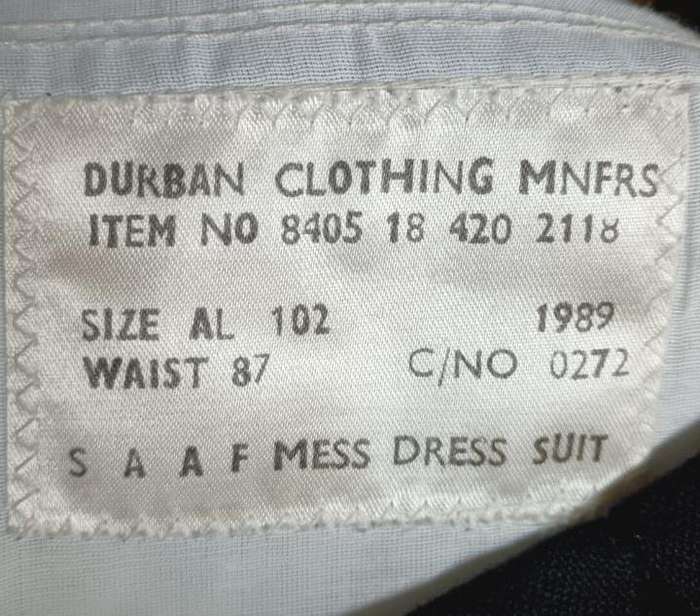 DURBAN CLOTHING MNFRS
ITEM NO 8405 18 420 2118
SIZE AL 102 1989
WAIST 87 C/NO 0272
S A A F MESS DRESS SUIT